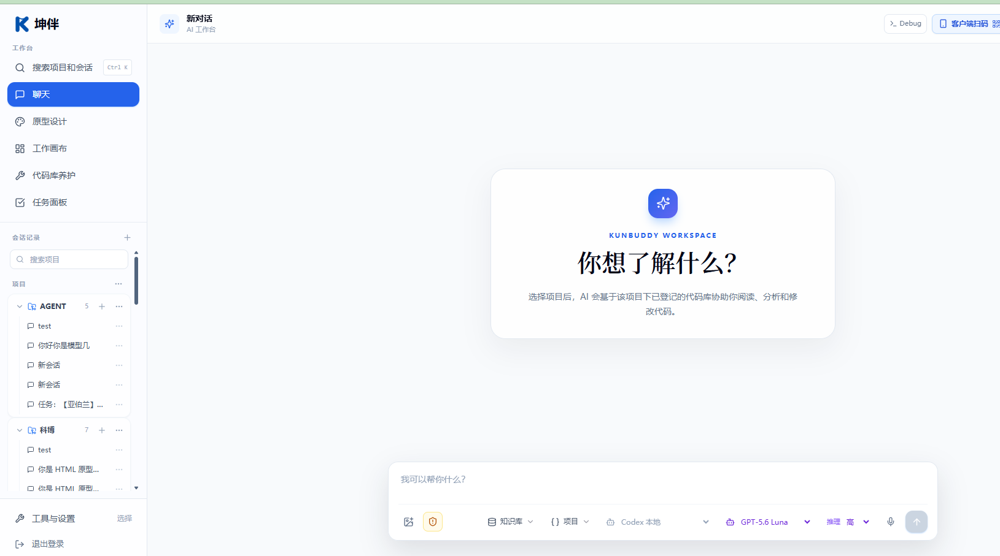 坤伴
工作台
搜索项目和会话 Ctrl K
聊天
原型设计
工作画布
代码库养护
任务面板
会话记录
搜索项目
项目
AGENT 5
test
你好你是模型几
新会话
新会话
任务：【亚伯兰】...
科博 7
test
你是 HTML 原型...
你是 HTML 原型...
工具与设置 选择
退出登录
新对话
AI 工作台
Debug
客户端扫码
KUNBUDDY WORKSPACE
你想了解什么？
选择项目后，AI 会基于该项目下已登记的代码库协助你阅读、分析和修
改代码。
我可以帮你什么？
知识库 项目 Codex 本地 GPT-5.6 Luna 推理 高